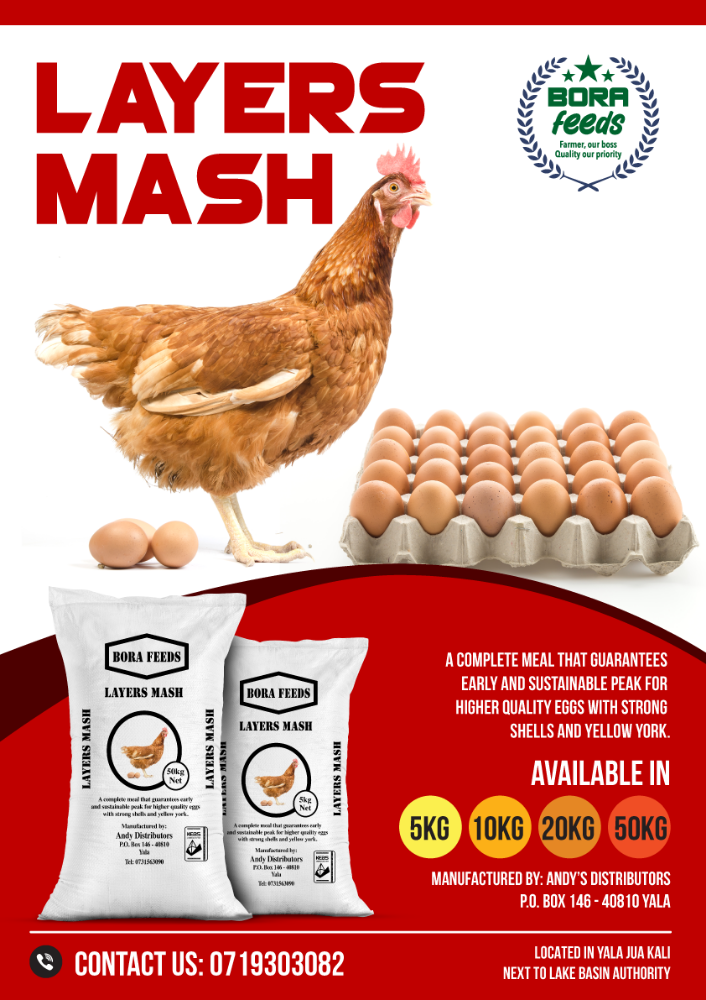 LAYERS
MASH
BORA
feeds
Farmer, our boss
Quality our priority
BORA FEEDS
LAYERS MASH
LAYERS MASH
LAYERS MASH
50kg
Net
A complete meal that guarantees early
and sustainable peak for higher quality eggs
with strong shells and yellow york.
Manufactured by:
Andy Distributors
P.O. Box 146 - 40810
Yala
Tel: 0731563090
KEBS
BORA FEEDS
LAYERS MASH
LAYERS MASH
LAYERS MASH
5kg
Net
A complete meal that guarantees early
and sustainable peak for higher quality eggs
with strong shells and yellow york.
Manufactured by:
Andy Distributors
P.O. Box 146 - 40810
Yala
Tel: 0731563090
KEBS
A COMPLETE MEAL THAT GUARANTEES
EARLY AND SUSTAINABLE PEAK FOR
HIGHER QUALITY EGGS WITH STRONG
SHELLS AND YELLOW YORK.
AVAILABLE IN
5KG 10KG 20KG 50KG
MANUFACTURED BY: ANDY'S DISTRIBUTORS
P.O. BOX 146 - 40810 YALA
CONTACT US: 0719303082
LOCATED IN YALA JUA KALI
NEXT TO LAKE BASIN AUTHORITY